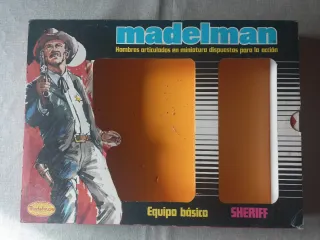 madelman
Hombres articulados en miniatura dispuestos para la acción
Equipo básico SHERIFF